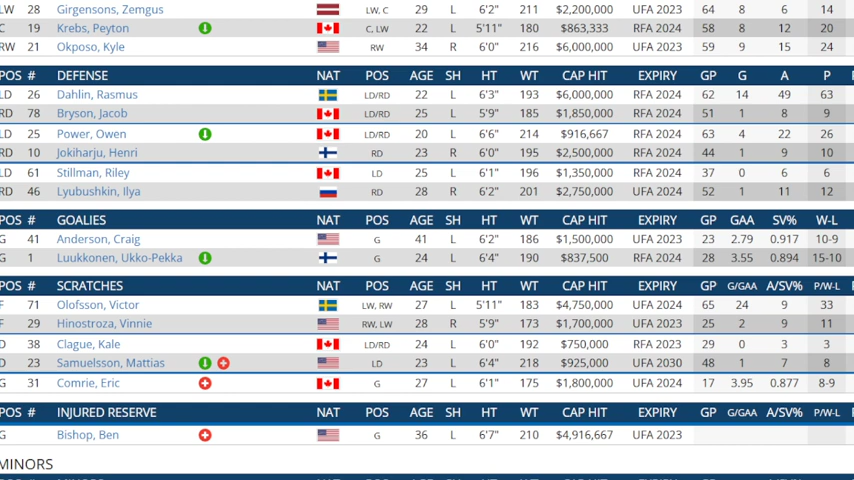 LW 28 Girgensons, Zemgus LW, C 29 L 6'2" 211 $2,200,000 UFA 2023 64 8 6 14
C 19 Krebs, Peyton C, LW 22 L 5'11" 180 $863,333 RFA 2024 58 8 12 20
RW 21 Okposo, Kyle RW 34 R 6'0" 216 $6,000,000 UFA 2023 59 9 15 24
POS # DEFENSE NAT POS AGE SH HT WT CAP HIT EXPIRY GP G A P
LD 26 Dahlin, Rasmus LD/RD 22 L 6'3" 193 $6,000,000 RFA 2024 62 14 49 63
RD 78 Bryson, Jacob LD/RD 25 L 5'9" 185 $1,850,000 RFA 2024 51 1 8 9
LD 25 Power, Owen LD/RD 20 L 6'6" 214 $916,667 RFA 2024 63 4 22 26
RD 10 Jokiharju, Henri RD 23 R 6'0" 195 $2,500,000 RFA 2024 44 1 9 10
LD 61 Stillman, Riley LD 25 L 6'1" 196 $1,350,000 RFA 2024 37 0 6 6
RD 46 Lyubushkin, Ilya RD 28 R 6'2" 201 $2,750,000 UFA 2024 52 1 11 12
POS # GOALIES NAT POS AGE SH HT WT CAP HIT EXPIRY GP GAA SV% W-L
G 41 Anderson, Craig G 41 L 6'2" 186 $1,500,000 UFA 2023 23 2.79 0.917 10-9
G 1 Luukkonen, Ukko-Pekka G 24 L 6'4" 190 $837,500 RFA 2024 28 3.55 0.894 15-10
POS # SCRATCHES NAT POS AGE SH HT WT CAP HIT EXPIRY GP G/GAA A/SV% P/W-L
F 71 Olofsson, Victor LW, RW 27 L 5'11" 183 $4,750,000 UFA 2024 65 24 9 33
F 29 Hinostroza, Vinnie RW, LW 28 R 5'9" 173 $1,700,000 UFA 2023 25 2 9 11
D 38 Clague, Kale LD/RD 24 L 6'0" 192 $750,000 RFA 2023 29 0 3 3
D 23 Samuelsson, Mattias LD 23 L 6'4" 218 $925,000 UFA 2030 48 1 7 8
G 31 Comrie, Eric G 27 L 6'1" 175 $1,800,000 UFA 2024 17 3.95 0.877 8-9
POS # INJURED RESERVE NAT POS AGE SH HT WT CAP HIT EXPIRY GP G/GAA A/SV% P/W-L
G Bishop, Ben G 36 L 6'7" 210 $4,916,667 UFA 2023
MINORS